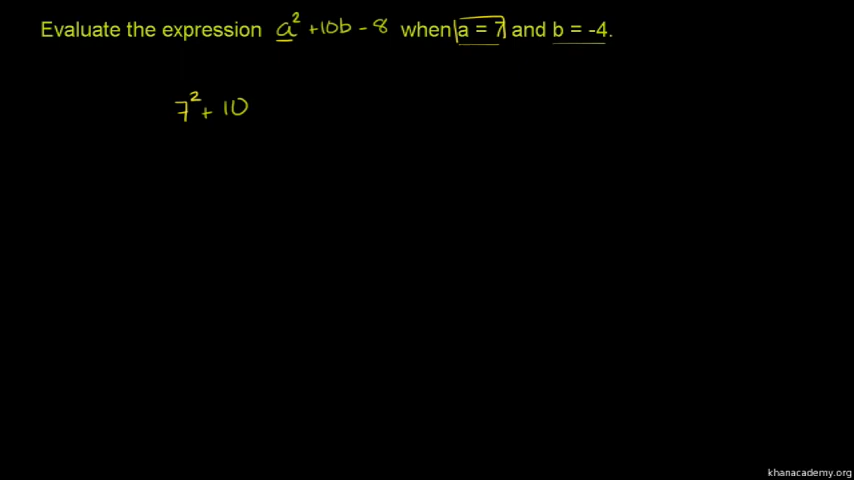 Evaluate the expression a² +10b - 8 when a = 7 and b = -4.
7² + 10
khanacademy.org